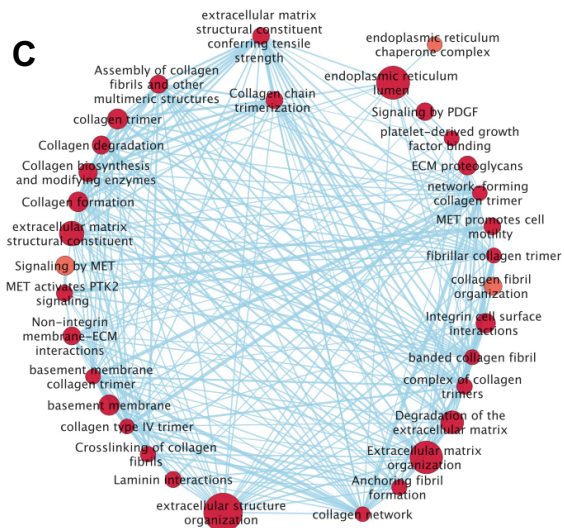 C
extracellular matrix
structural constituent
conferring tensile
strength
endoplasmic reticulum
chaperone complex
endoplasmic reticulum
lumen
Assembly of collagen
fibrils and other
multimeric structures
Collagen chain
trimerization
Signaling by PDGF
collagen trimer
platelet-derived growth
factor binding
Collagen degradation
ECM proteoglycans
Collagen biosynthesis
and modifying enzymes
network-forming
collagen trimer
Collagen formation
MET promotes cell
motility
extracellular matrix
structural constituent
fibrillar collagen trimer
Signaling by MET
collagen fibril
organization
MET activates PTK2
signaling
Integrin cell surface
interactions
Non-integrin
membrane-ECM
interactions
banded collagen fibril
basement membrane
collagen trimer
complex of collagen
trimers
basement membrane
Degradation of the
extracellular matrix
collagen type IV trimer
Crosslinking of collagen
fibrils
Extracellular matrix
organization
Laminin interactions
Anchoring fibril
formation
extracellular structure
organization
collagen network